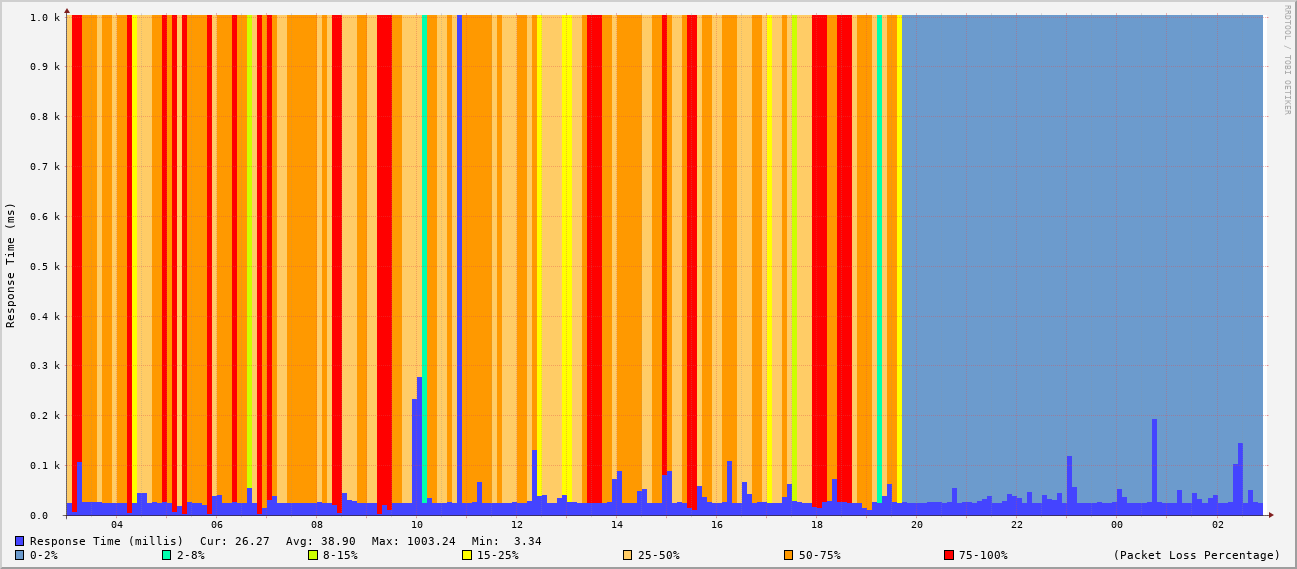 RRDTOOL / TOBI OETIKER
Response Time (ms)
1.0 k
0.9 k
0.8 k
0.7 k
0.6 k
0.5 k
0.4 k
0.3 k
0.2 k
0.1 k
0.0
04 06 08 10 12 14 16 18 20 22 00 02
Response Time (millis) Cur: 26.27 Avg: 38.90 Max: 1003.24 Min: 3.34
0-2% 2-8% 8-15% 15-25% 25-50% 50-75% 75-100% (Packet Loss Percentage)